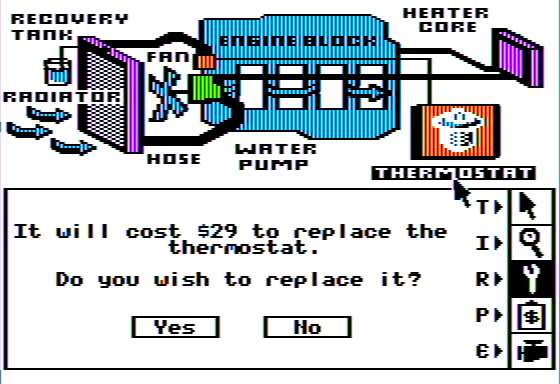 RECOVERY
TANK
HEATER
CORE
ENGINE BLOCK
FAN
RADIATOR
HOSE
WATER
PUMP
THERMOSTAT
It will cost $29 to replace the
thermostat.
Do you wish to replace it?
Yes
No
T
I
R
P
$
E